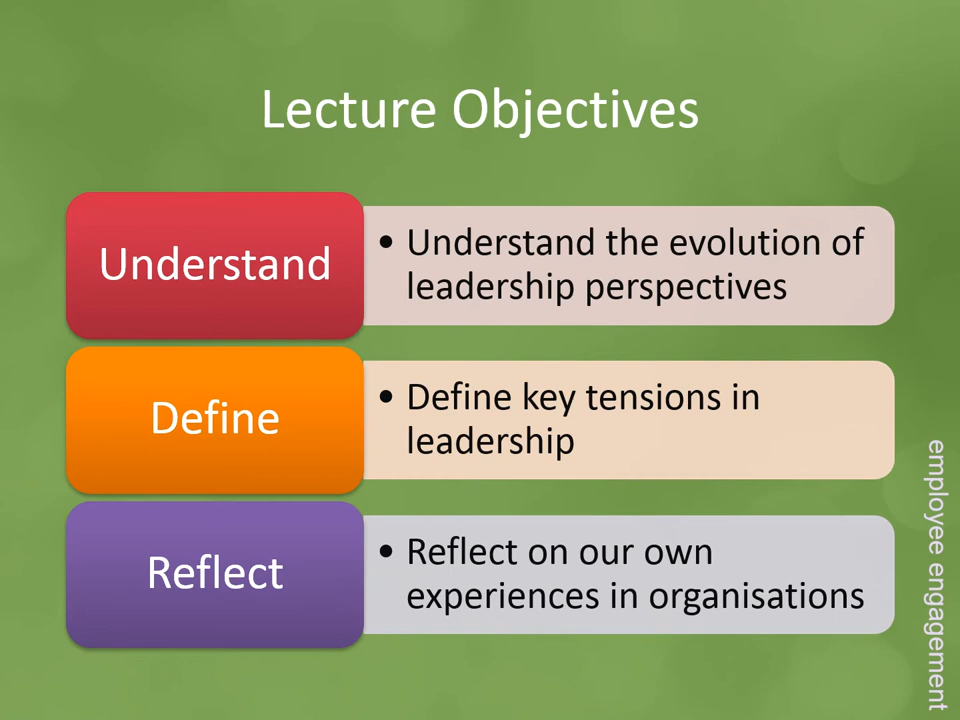 Lecture Objectives
Understand
• Understand the evolution of
leadership perspectives
Define
• Define key tensions in
leadership
Reflect
• Reflect on our own
experiences in organisations
employee engagement